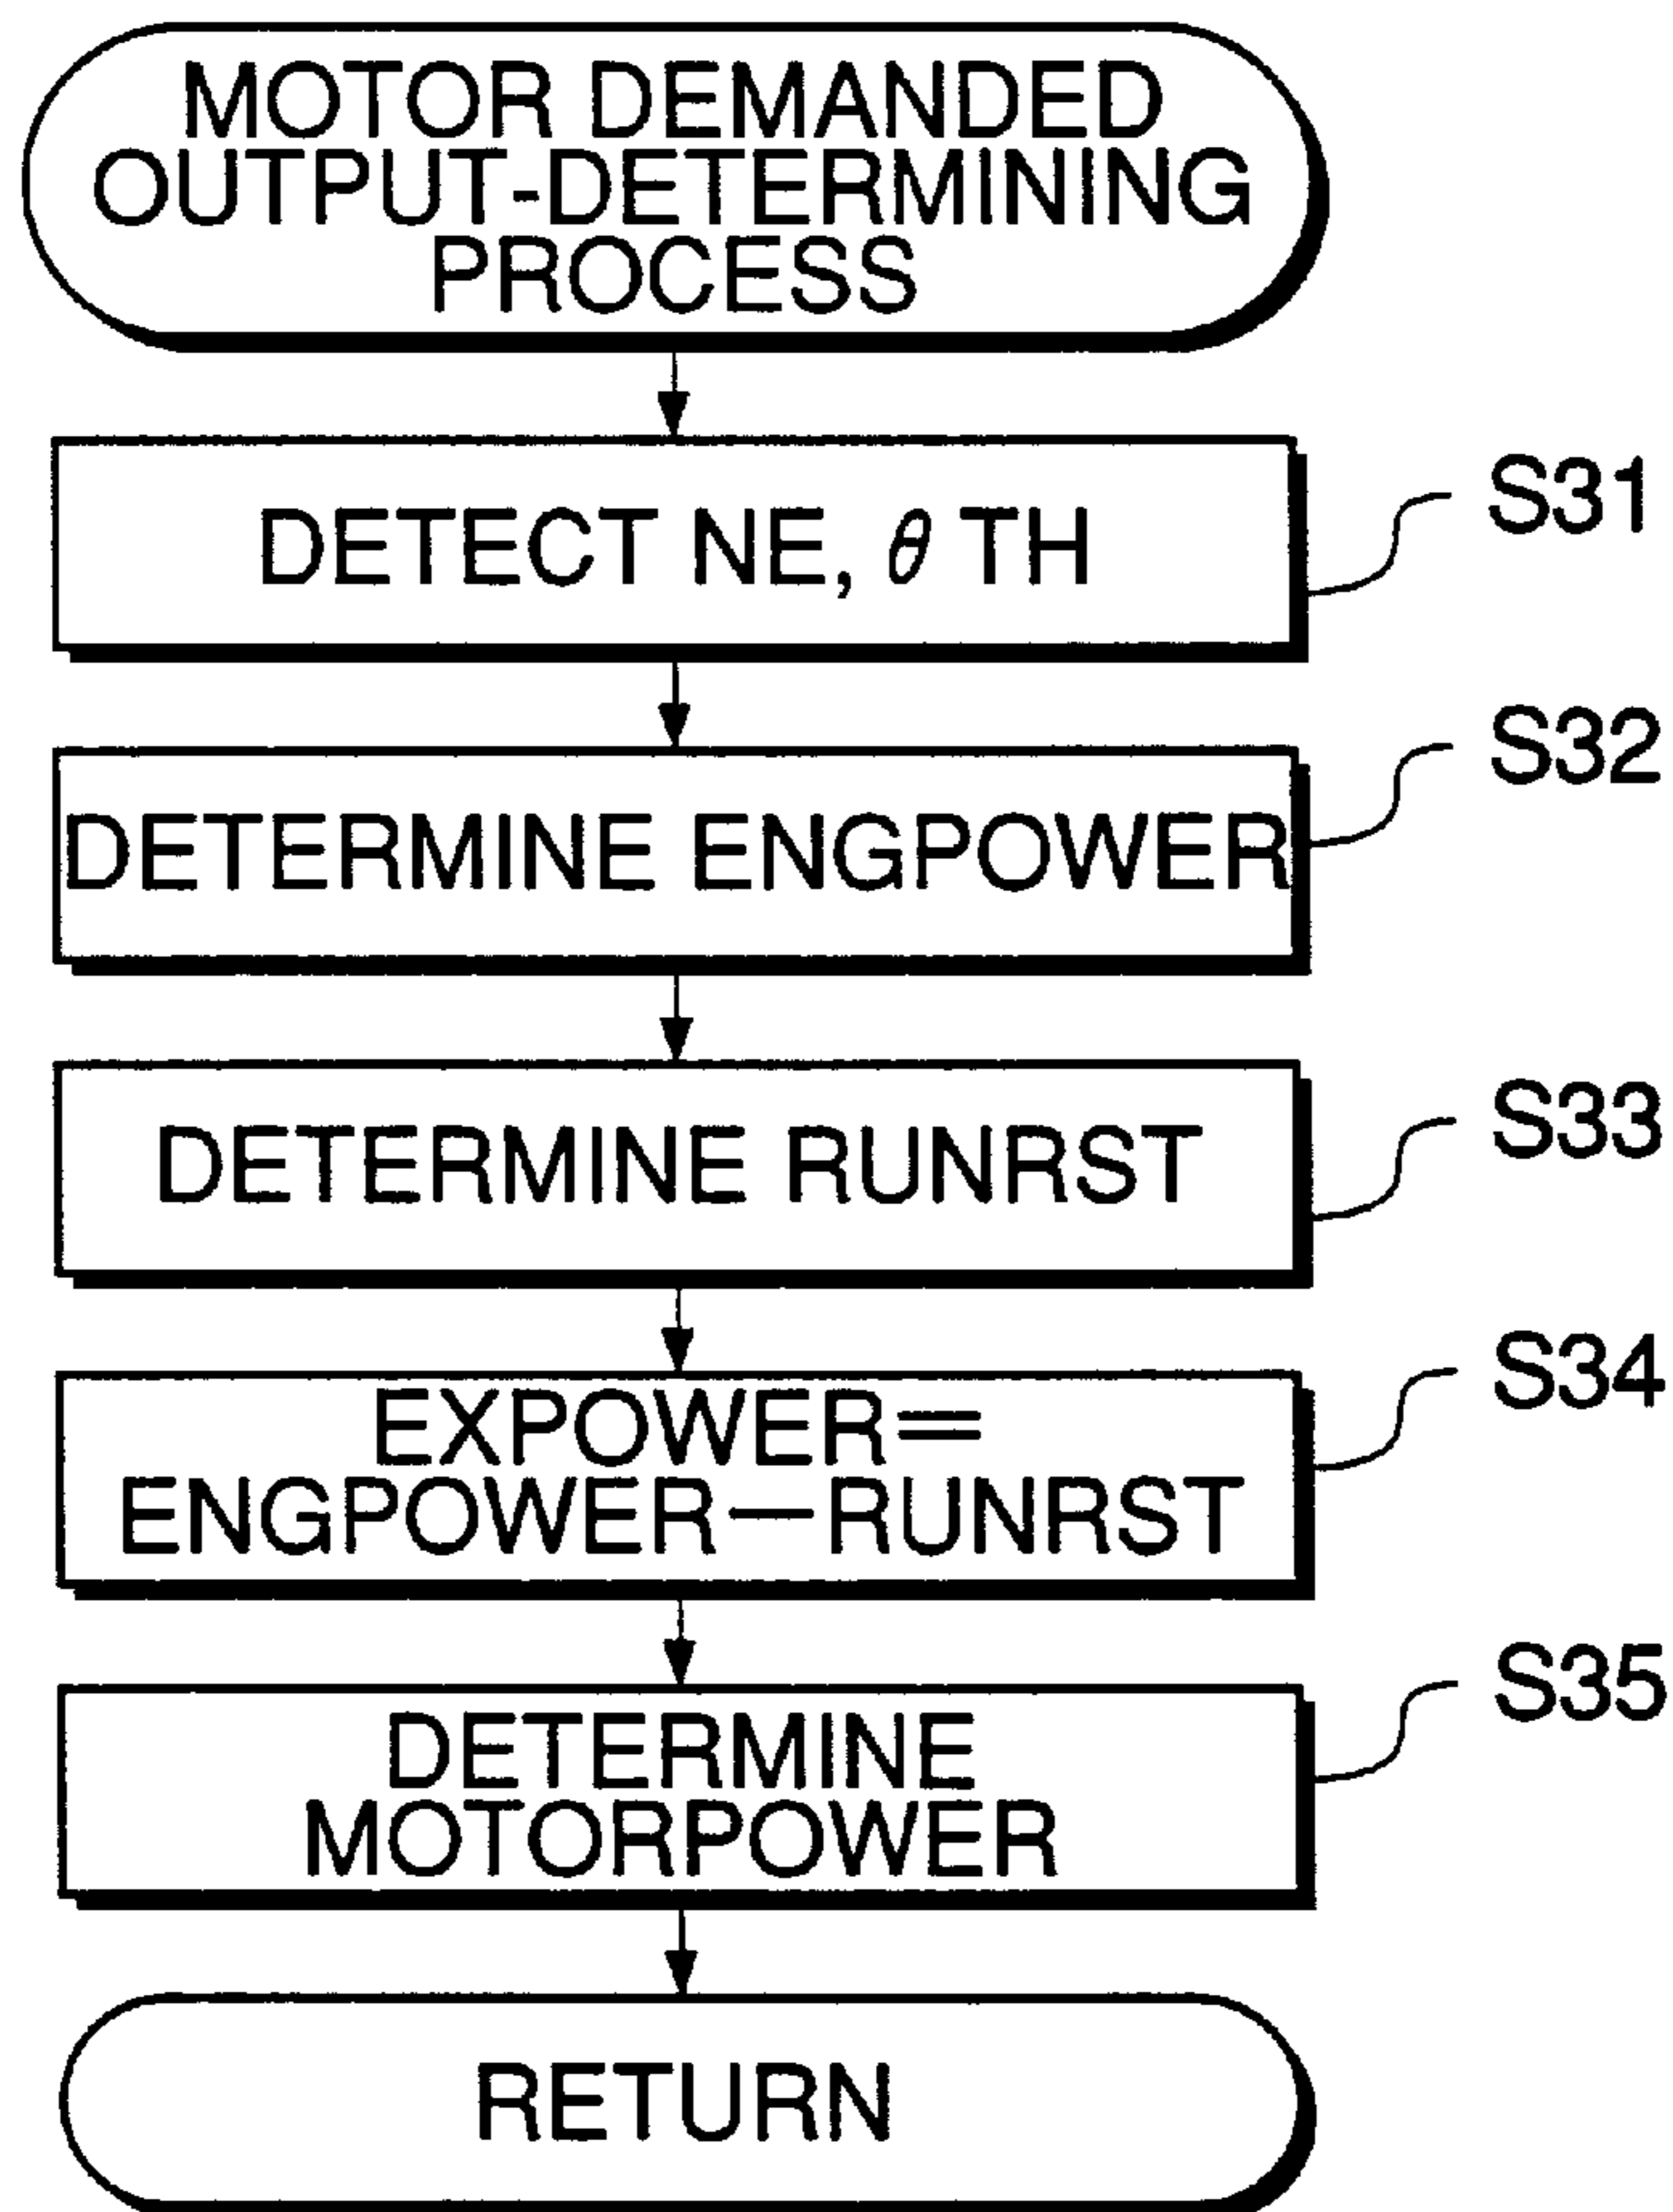 MOTOR DEMANDED
OUTPUT-DETERMINING
PROCESS
DETECT NE, θ TH
S31
DETERMINE ENGPOWER
S32
DETERMINE RUNRST
S33
EXPOWER=
ENGPOWER—RUNRST
S34
DETERMINE
MOTORPOWER
S35
RETURN